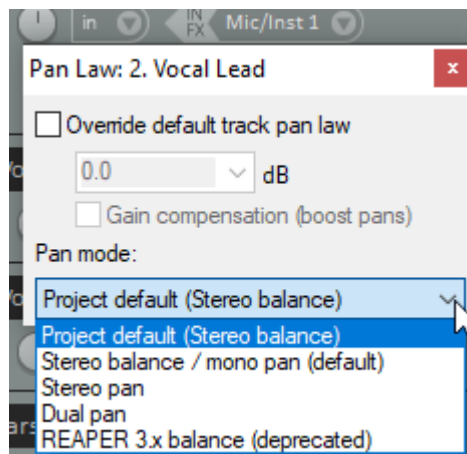 in
IN FX
Mic/Inst 1
Pan Law: 2. Vocal Lead
x
Override default track pan law
0.0
dB
Gain compensation (boost pans)
Pan mode:
Project default (Stereo balance)
Project default (Stereo balance)
Stereo balance / mono pan (default)
Stereo pan
Dual pan
REAPER 3.x balance (deprecated)